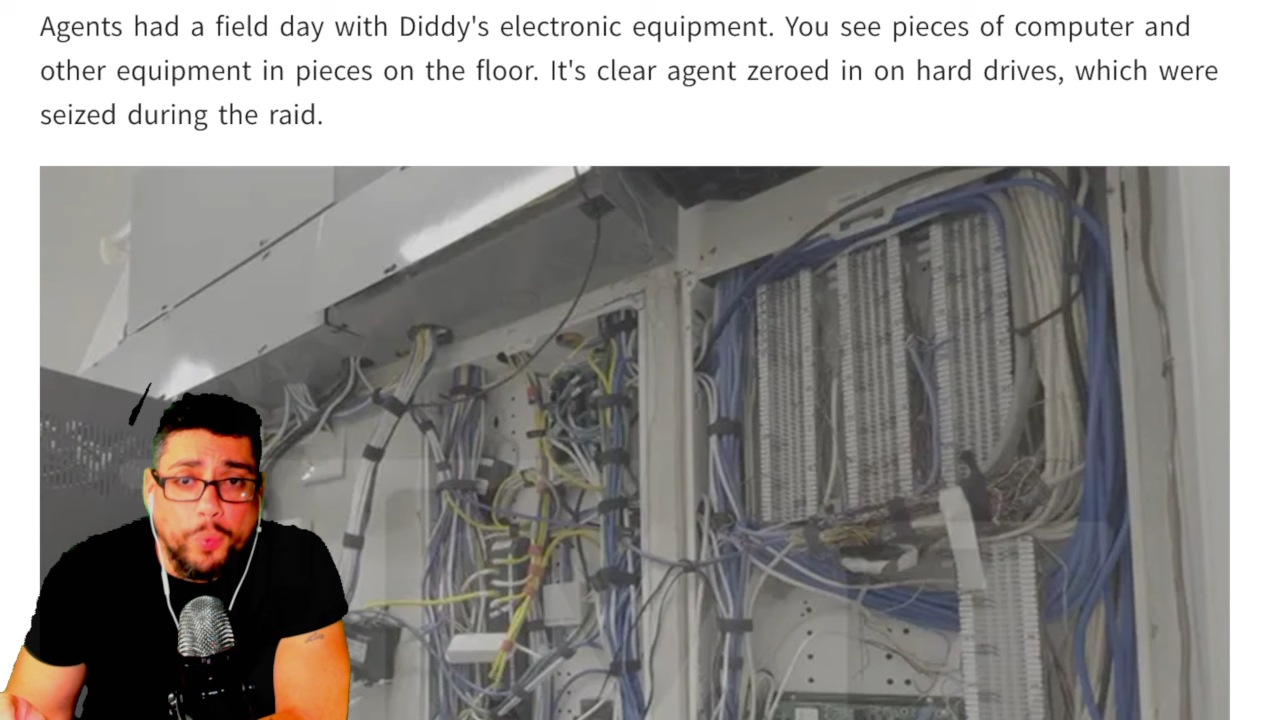 Agents had a field day with Diddy's electronic equipment. You see pieces of computer and
other equipment in pieces on the floor. It's clear agent zeroed in on hard drives, which were
seized during the raid.